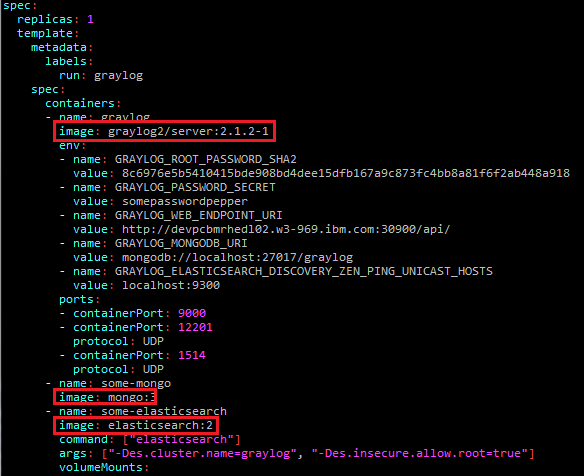 spec:
  replicas: 1
  template:
    metadata:
      labels:
        run: graylog
    spec:
      containers:
      - name: graylog
        image: graylog2/server:2.1.2-1
        env:
        - name: GRAYLOG_ROOT_PASSWORD_SHA2
          value: 8c6976e5b5410415bde908bd4dee15dfb167a9c873fc4bb8a81f6f2ab448a918
        - name: GRAYLOG_PASSWORD_SECRET
          value: somepasswordpepper
        - name: GRAYLOG_WEB_ENDPOINT_URI
          value: http://devpcbmrhedl02.w3-969.ibm.com:30900/api/
        - name: GRAYLOG_MONGODB_URI
          value: mongodb://localhost:27017/graylog
        - name: GRAYLOG_ELASTICSEARCH_DISCOVERY_ZEN_PING_UNICAST_HOSTS
          value: localhost:9300
        ports:
        - containerPort: 9000
        - containerPort: 12201
          protocol: UDP
        - containerPort: 1514
          protocol: UDP
      - name: some-mongo
        image: mongo:3
      - name: some-elasticsearch
        image: elasticsearch:2
        command: ["elasticsearch"]
        args: ["-Des.cluster.name=graylog", "-Des.insecure.allow.root=true"]
        volumeMounts: